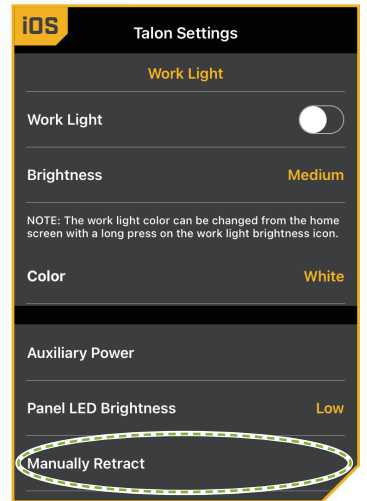 iOS
Talon Settings
Work Light
Work Light
Brightness Medium
NOTE: The work light color can be changed from the home
screen with a long press on the work light brightness icon.
Color White
Auxiliary Power
Panel LED Brightness Low
Manually Retract